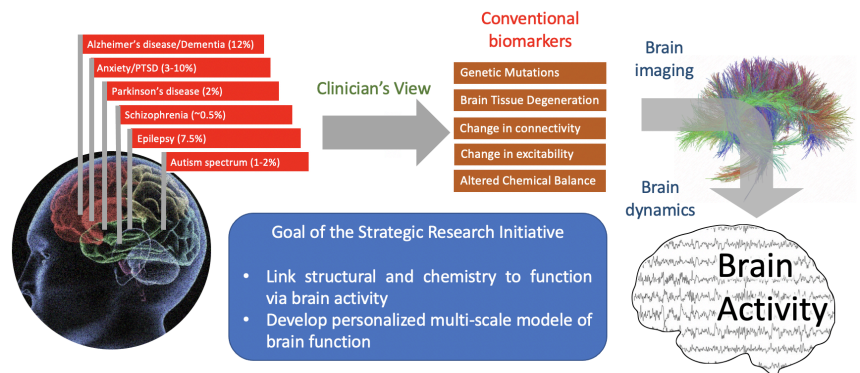 Alzheimer's disease/Dementia (12%)
Anxiety/PTSD (3-10%)
Parkinson's disease (2%)
Schizophrenia (~0.5%)
Epilepsy (7.5%)
Autism spectrum (1-2%)
Clinician's View
Conventional
biomarkers
Genetic Mutations
Brain Tissue Degeneration
Change in connectivity
Change in excitability
Altered Chemical Balance
Brain
imaging
Brain
dynamics
Brain
Activity
Goal of the Strategic Research Initiative
• Link structural and chemistry to function
via brain activity
• Develop personalized multi-scale modele of
brain function